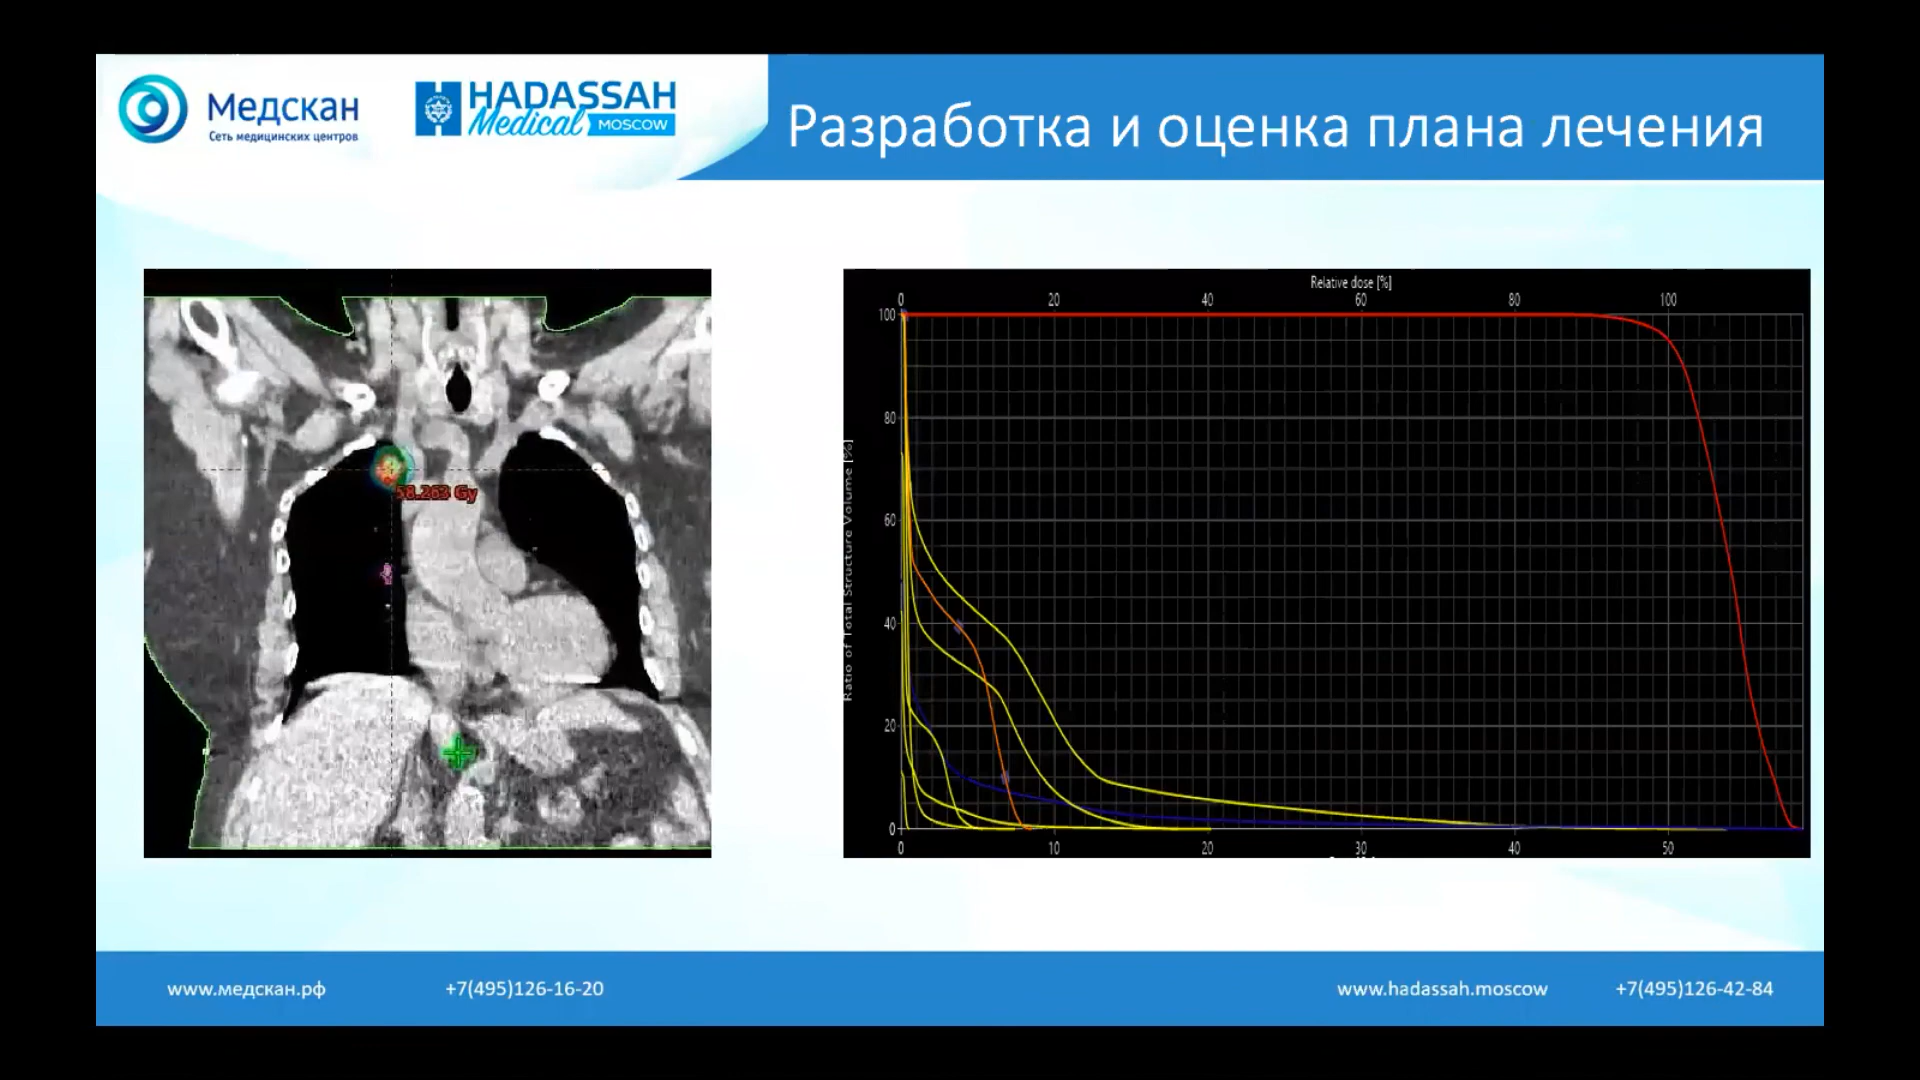 Медскан
Сеть медицинских центров
HADASSAH
Medical MOSCOW
Разработка и оценка плана лечения
58.263 Gy
Relative dose [%]
0 20 40 60 80 100
100
80
60
40
20
0
Ratio of Total Structure Volume [%]
0 10 20 30 40 50
www.медскан.рф
+7(495)126-16-20
www.hadassah.moscow
+7(495)126-42-84